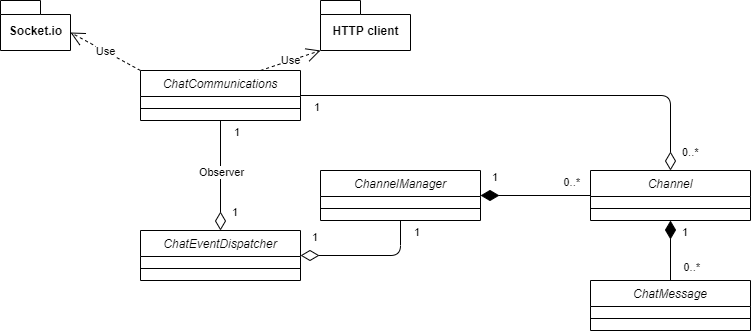 Socket.io
HTTP client
Use
Use
ChatCommunications
1
1
0..*
Observer
ChannelManager
1
0..*
Channel
1
ChatEventDispatcher
1
1
1
0..*
ChatMessage